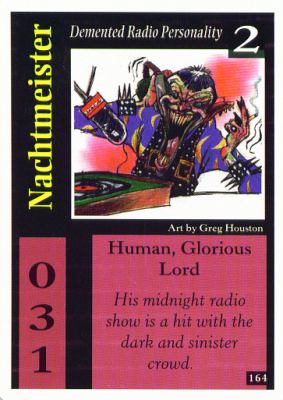 Nachtmeister
Demented Radio Personality
2
Art by Greg Houston
0
3
1
Human, Glorious
Lord
His midnight radio
show is a hit with the
dark and sinister
crowd.
164